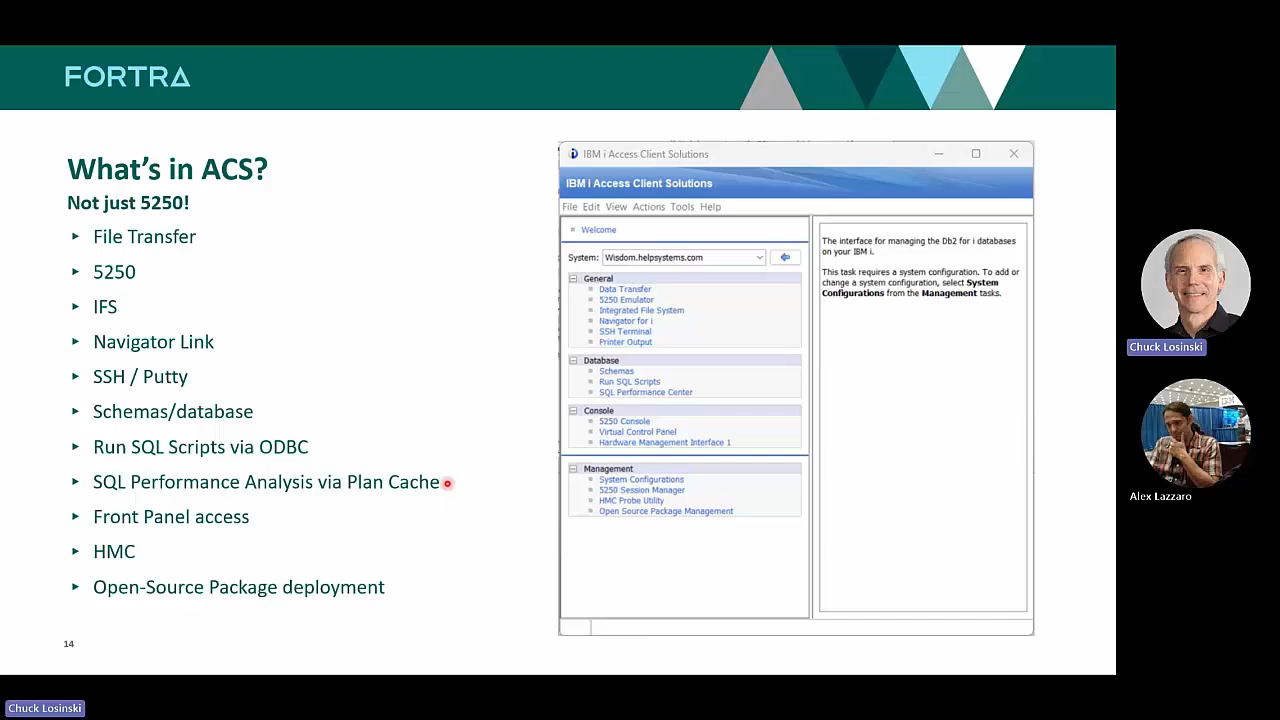 FORTRA
What's in ACS?
Not just 5250!
File Transfer
5250
IFS
Navigator Link
SSH / Putty
Schemas/database
Run SQL Scripts via ODBC
SQL Performance Analysis via Plan Cache
Front Panel access
HMC
Open-Source Package deployment
14
IBM i Access Client Solutions
IBM i Access Client Solutions
File Edit View Actions Tools Help
Welcome
System: Wisdom.helpsystems.com
General
Data Transfer
5250 Emulator
Integrated File System
Navigator for i
SSH Terminal
Printer Output
Database
Schemas
Run SQL Scripts
SQL Performance Center
Console
5250 Console
Virtual Control Panel
Hardware Management Interface 1
Management
System Configurations
5250 Session Manager
HMC Probe Utility
Open Source Package Management
The interface for managing the Db2 for i databases
on your IBM i.
This task requires a system configuration. To add or
change a system configuration, select System
Configurations from the Management tasks.
Chuck Losinski
IBM
Alex Lazzaro
Chuck Losinski